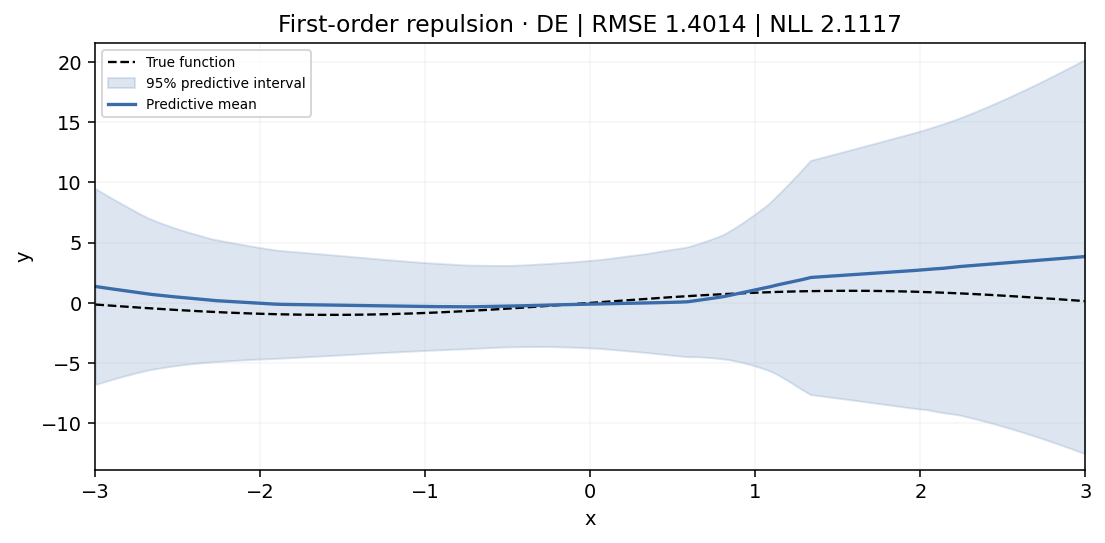 First-order repulsion · DE | RMSE 1.4014 | NLL 2.1117
True function
95% predictive interval
Predictive mean
20
15
10
5
0
−5
−10
y
−3
−2
−1
0
1
2
3
x